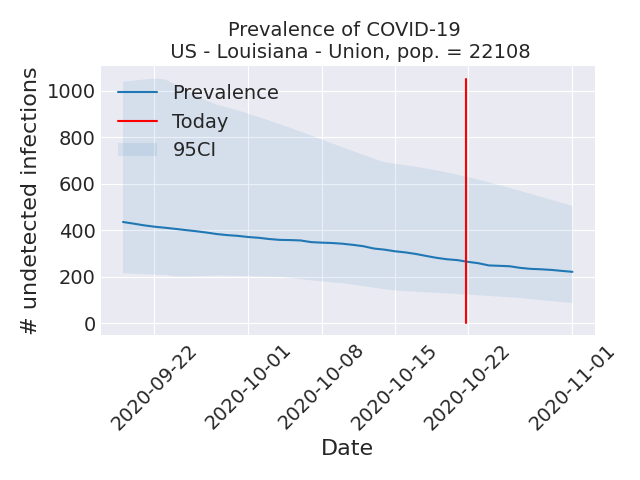 Prevalence of COVID-19
US - Louisiana - Union, pop. = 22108
# undetected infections
1000
800
600
400
200
0
Prevalence
Today
95CI
2020-09-22
2020-10-01
2020-10-08
2020-10-15
2020-10-22
2020-11-01
Date